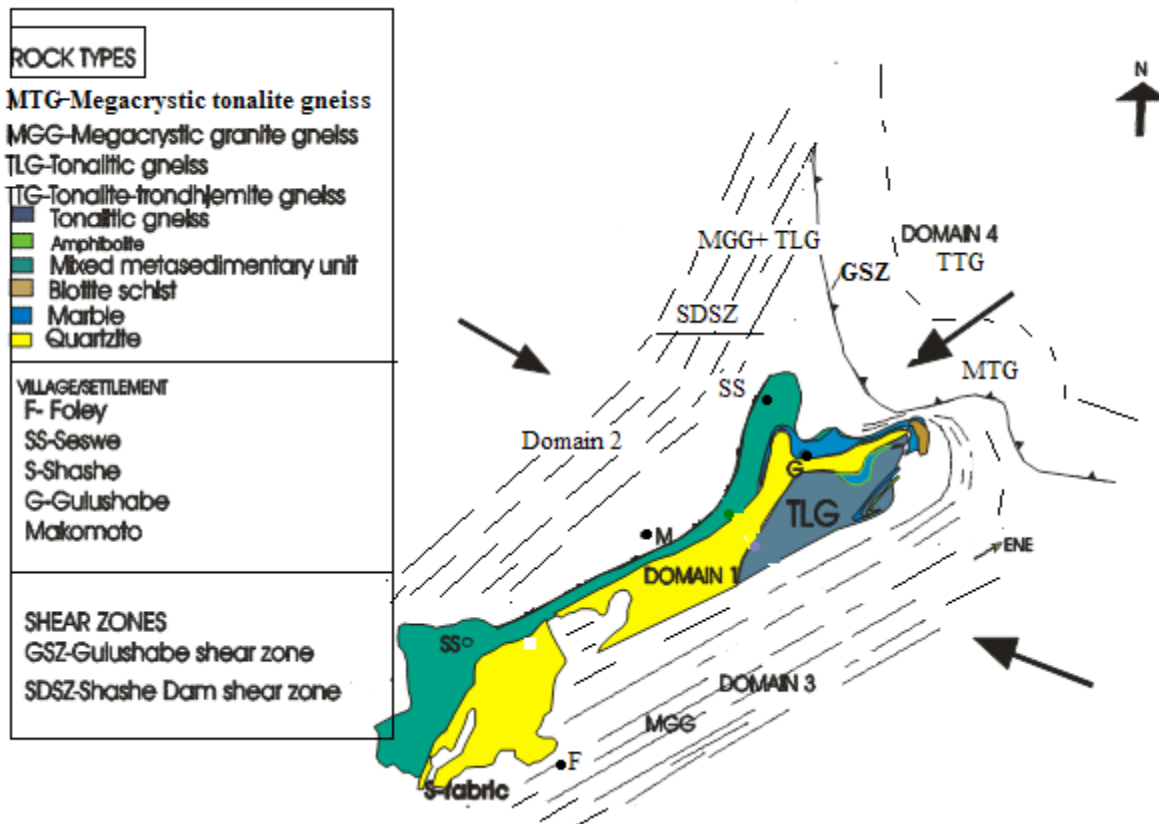 ROCK TYPES
MTG-Megacrystic tonalite gneiss
MGG-Megacrystic granite gneiss
TLG-Tonalitic gneiss
TTG-Tonalite-trondhjemite gneiss
Tonalitic gneiss
Amphibolite
Mixed metasedimentary unit
Biotite schist
Marble
Quartzite
VILLAGE/SETTLEMENT
F- Foley
SS-Seswe
S-Shashe
G-Gulushabe
Makomoto
SHEAR ZONES
GSZ-Gulushabe shear zone
SDSZ-Shashe Dam shear zone
N
MGG+ TLG
DOMAIN 4
TTG
GSZ
SDSZ
MTG
SS
Domain 2
G
TLG
M
ENE
DOMAIN 1
SS
DOMAIN 3
MGG
F
S-fabric